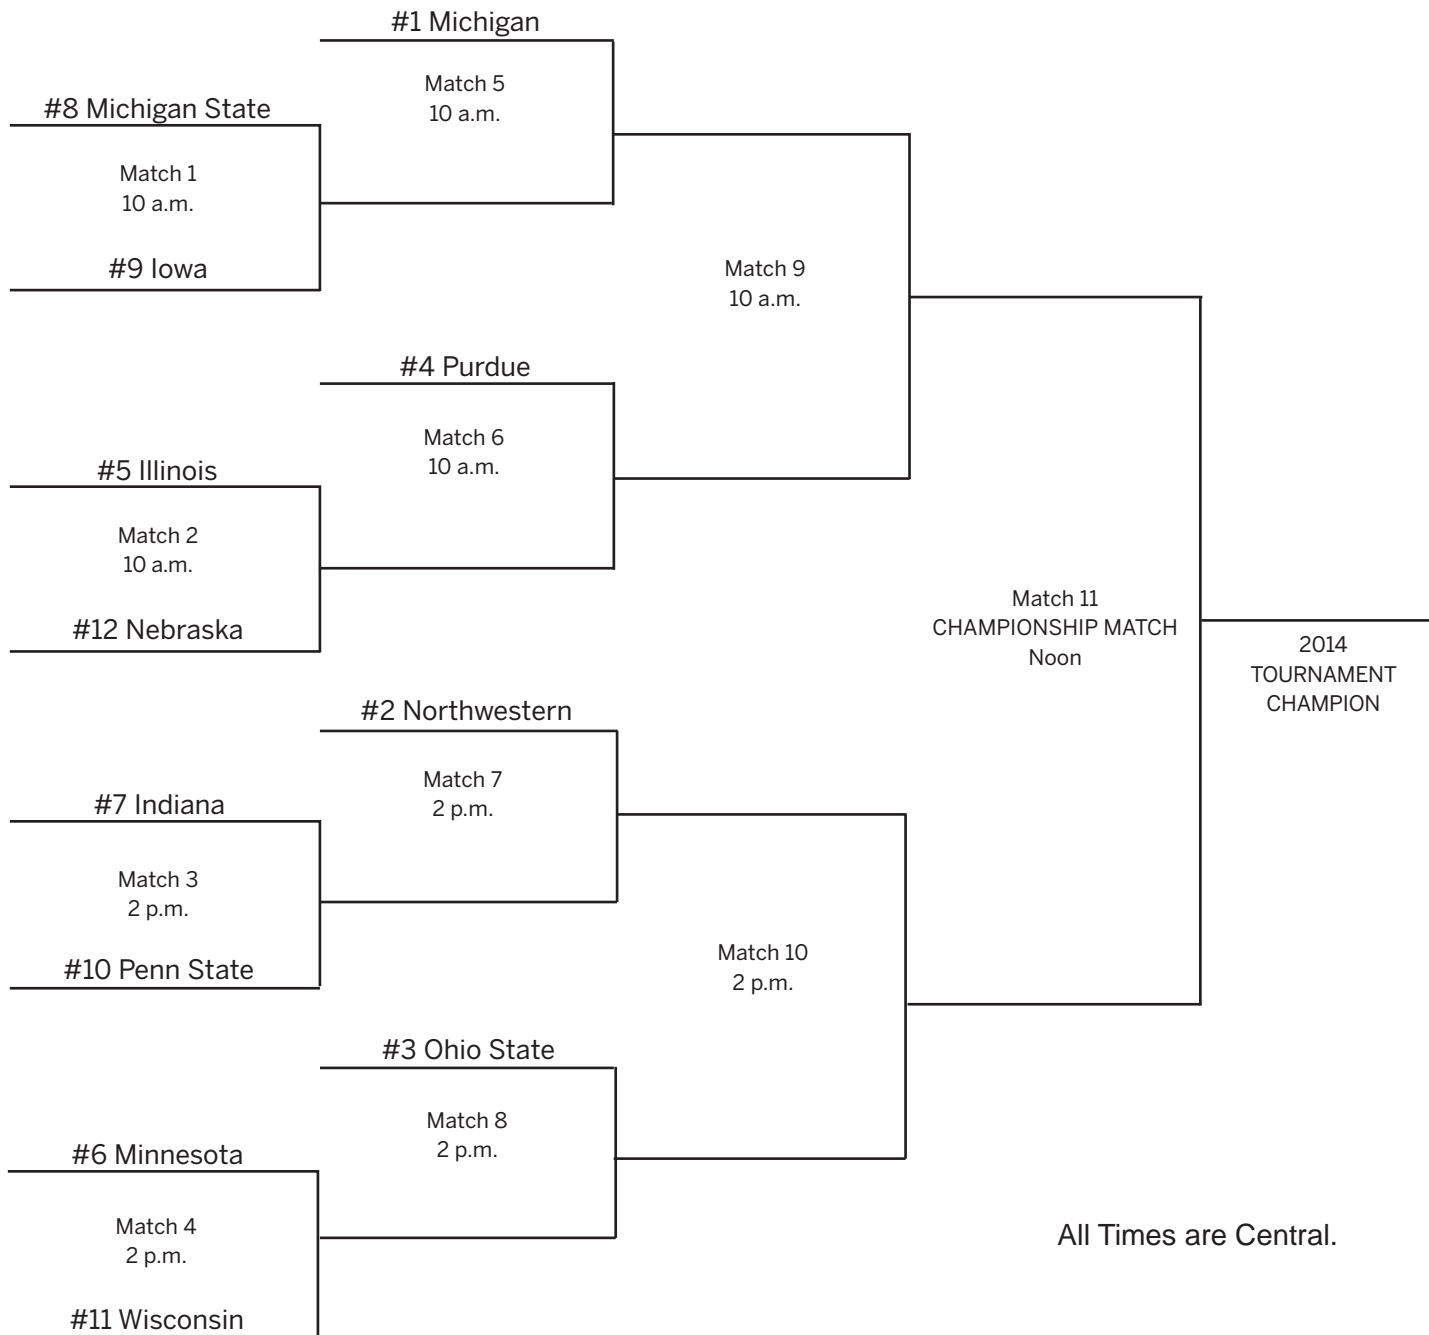 #1 Michigan
Match 5
10 a.m.
#8 Michigan State
Match 1
10 a.m.
#9 Iowa
Match 9
10 a.m.
#4 Purdue
Match 6
10 a.m.
#5 Illinois
Match 2
10 a.m.
#12 Nebraska
Match 11
CHAMPIONSHIP MATCH
Noon
2014
TOURNAMENT
CHAMPION
#2 Northwestern
Match 7
2 p.m.
#7 Indiana
Match 3
2 p.m.
#10 Penn State
Match 10
2 p.m.
#3 Ohio State
Match 8
2 p.m.
#6 Minnesota
Match 4
2 p.m.
#11 Wisconsin
All Times are Central.